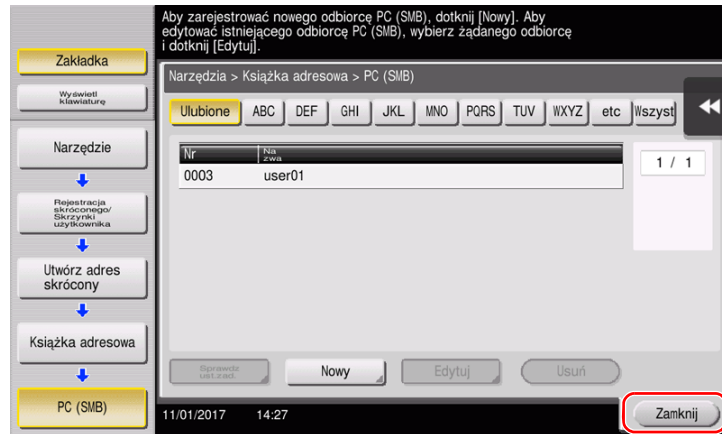 Aby zarejestrować nowego odbiorcę PC (SMB), dotknij [Nowy]. Aby
edytować istniejącego odbiorcę PC (SMB), wybierz żądanego odbiorcę
i dotknij [Edytuj].
Zakładka
Wyświetl
klawiaturę
Narzędzie
Rejestracja
skróconego/
Skrzynki
użytkownika
Utwórz adres
skrócony
Książka adresowa
PC (SMB)
Narzędzia > Książka adresowa > PC (SMB)
Ulubione ABC DEF GHI JKL MNO PQRS TUV WXYZ etc Wszyst
Nr Na
zwa
1 / 1
0003 user01
Sprawdź
ust.zad.
Nowy Edytuj Usuń
11/01/2017 14:27 Zamknij